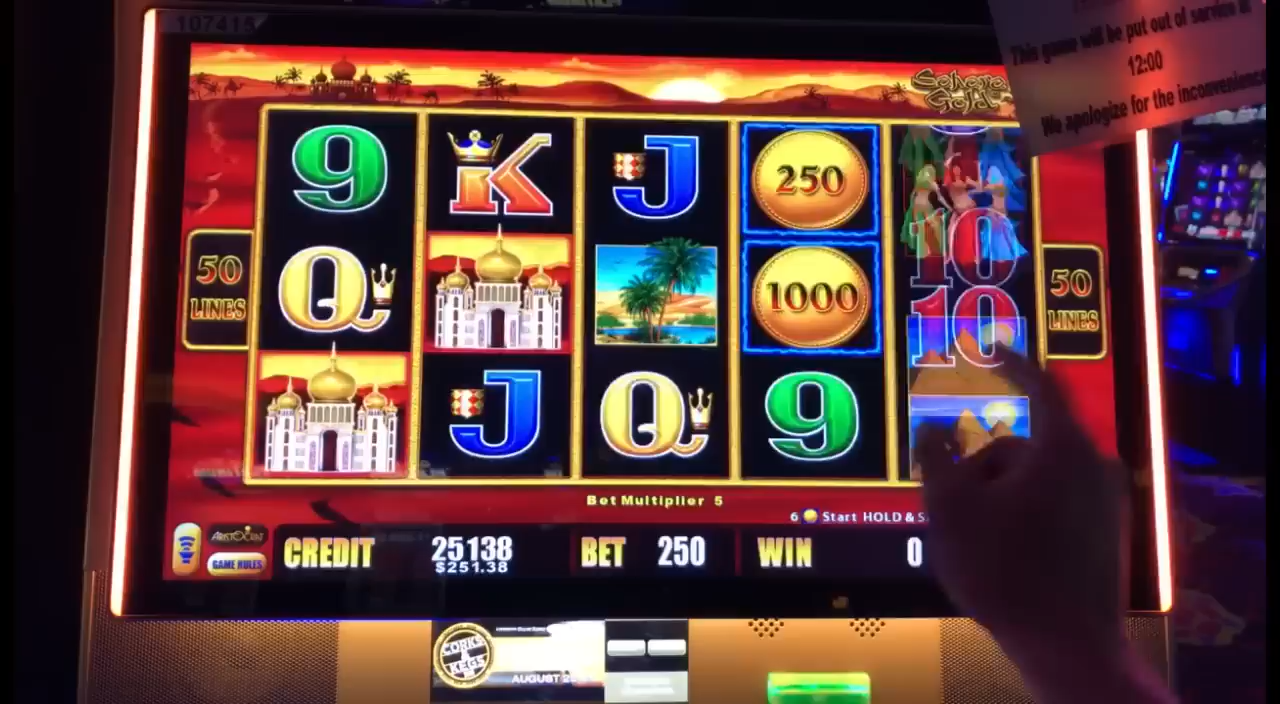 107415
This game will be put out of service at
12:00
We apologize for the inconvenience
Sahara
Gold
9 K J 250
10
Q 1000
10
J Q 9
50
LINES
50
LINES
Bet Multiplier 5
6 Start HOLD & S
ARISTOCRAT
GAME RULES
CREDIT 25138
$251.38
BET 250
WIN 0
CORKS
& KEGS
AUGUST